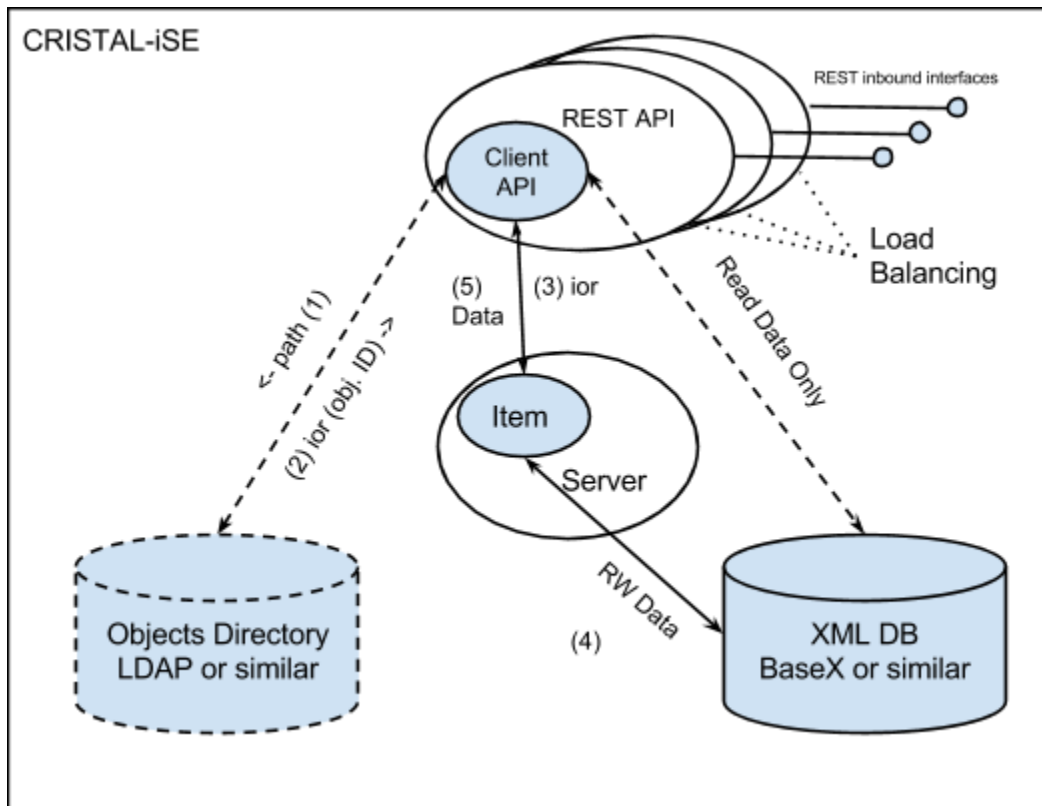 CRISTAL-iSE
REST inbound interfaces
REST API
Client
API
Load
Balancing
(5)
Data
(3) ior
Read Data Only
<- path (1)
(2) ior (obj. ID) ->
Item
Server
RW Data
(4)
Objects Directory
LDAP or similar
XML DB
BaseX or similar